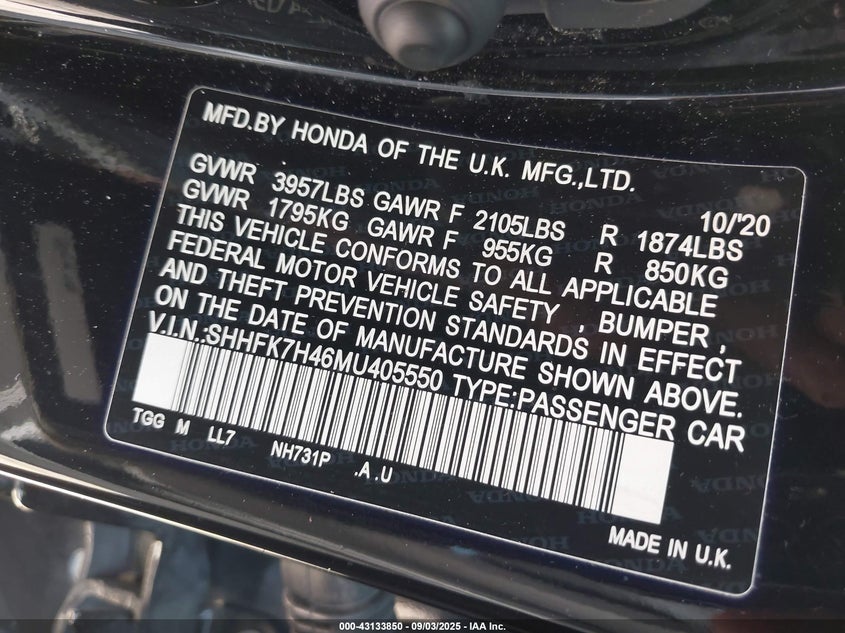 MFD.BY HONDA OF THE U.K. MFG.,LTD.
10/'20
GVWR 3957LBS GAWR F 2105LBS R 1874LBS
GVWR 1795KG GAWR F 955KG R 850KG
THIS VEHICLE CONFORMS TO ALL APPLICABLE
FEDERAL MOTOR VEHICLE SAFETY , BUMPER ,
AND THEFT PREVENTION STANDARDS IN EFFECT
ON THE DATE OF MANUFACTURE SHOWN ABOVE.
V.I.N.:SHHFK7H46MU405550 TYPE:PASSENGER CAR
TGG M LL7 NH731P .A .U
MADE IN U.K.
000-43133850 - 09/03/2025 - IAA Inc.